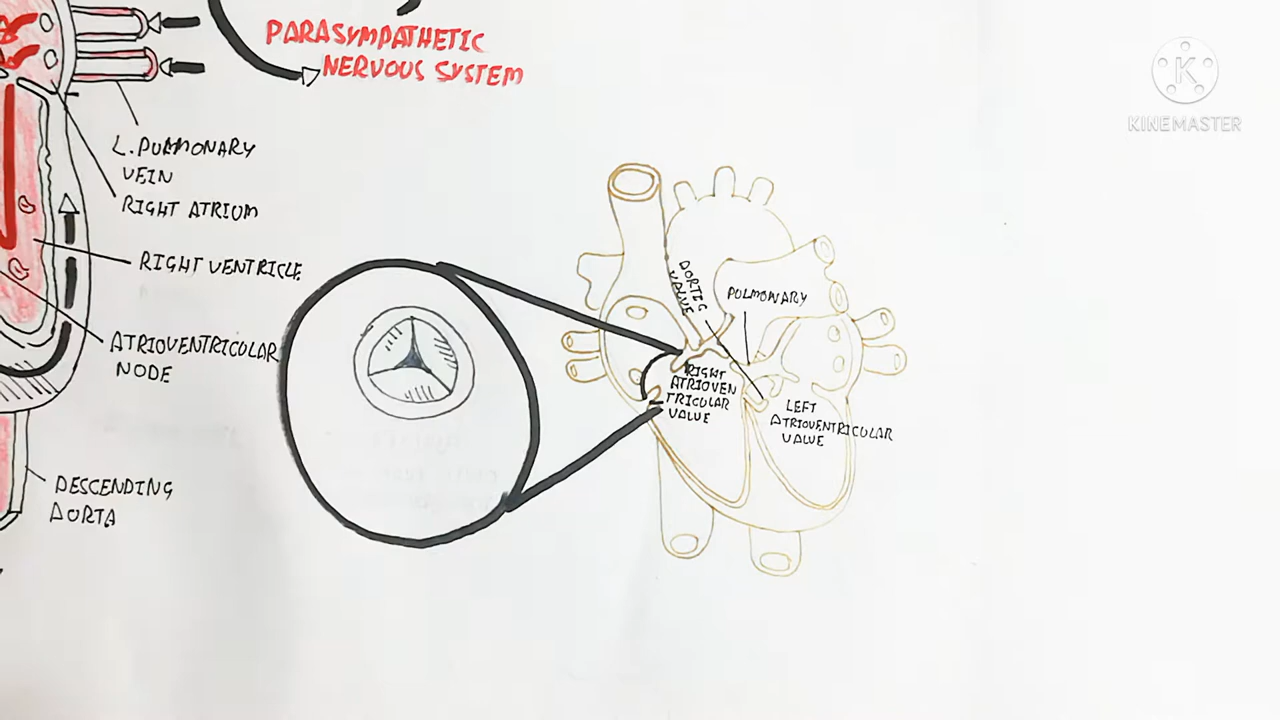 PARASYMPATHETIC
NERVOUS SYSTEM
KINEMASTER
L. PULMONARY
VEIN
RIGHT ATRIUM
RIGHT VENTRICLE
ATRIOVENTRICULAR
NODE
DESCENDING
AORTA
AORTIC
VALVE
PULMONARY
RIGHT
ATRIOVEN
TRICULAR
VALVE
LEFT
ATRIOVENTRICULAR
VALVE